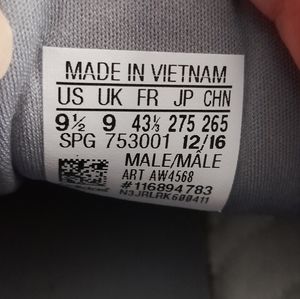 MADE IN VIETNAM
US UK FR JP CHN
9½ 9 43⅓ 275 265
SPG 753001 12/16
MALE/MÂLE
ART AW4568
#116894783
N3JRLRK600411